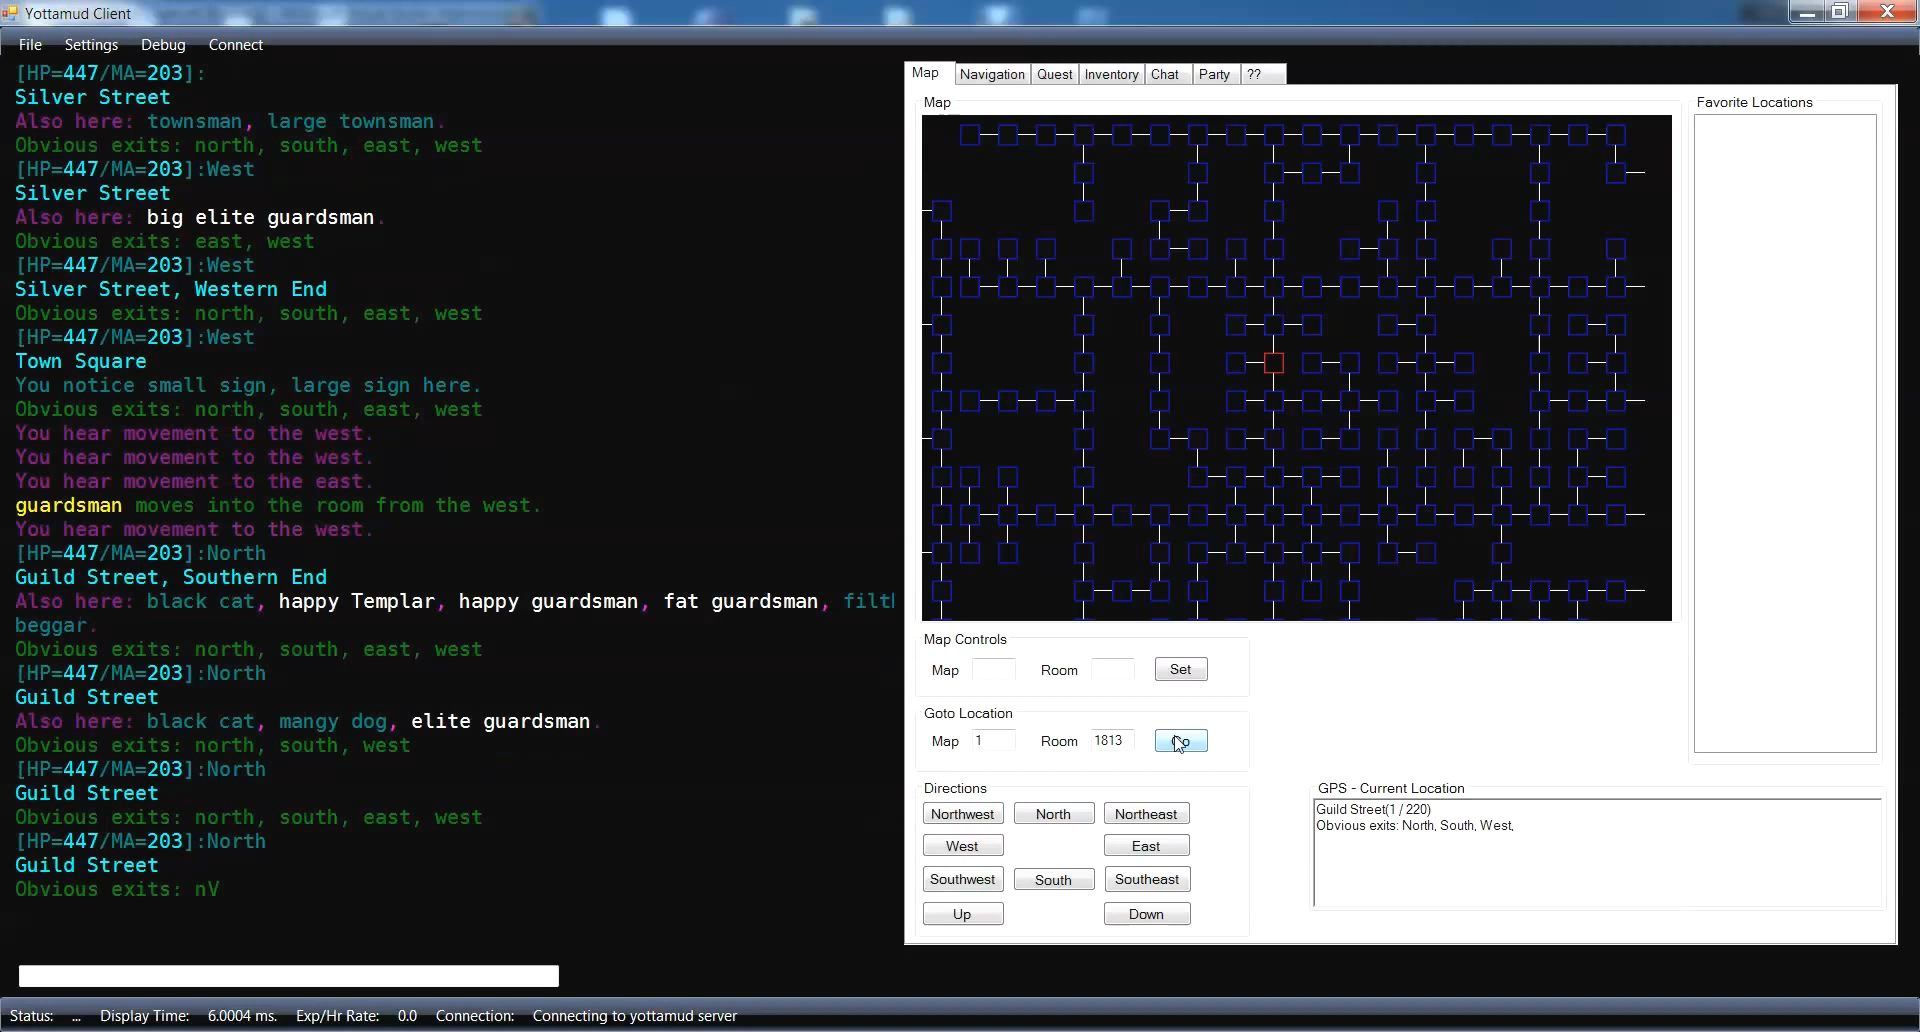 Yottamud Client
File Settings Debug Connect
[HP=447/MA=203]:
Silver Street
Also here: townsman, large townsman.
Obvious exits: north, south, east, west
[HP=447/MA=203]:West
Silver Street
Also here: big elite guardsman.
Obvious exits: east, west
[HP=447/MA=203]:West
Silver Street, Western End
Obvious exits: north, south, east, west
[HP=447/MA=203]:West
Town Square
You notice small sign, large sign here.
Obvious exits: north, south, east, west
You hear movement to the west.
You hear movement to the west.
You hear movement to the east.
guardsman moves into the room from the west.
You hear movement to the west.
[HP=447/MA=203]:North
Guild Street, Southern End
Also here: black cat, happy Templar, happy guardsman, fat guardsman,
beggar.
Obvious exits: north, south, east, west
[HP=447/MA=203]:North
Guild Street
Also here: black cat, mangy dog, elite guardsman.
Obvious exits: north, south, west
[HP=447/MA=203]:North
Guild Street
Obvious exits: north, south, east, west
[HP=447/MA=203]:North
Guild Street
Obvious exits: nV
Map Navigation Quest Inventory Chat Party ??
Map
Favorite Locations
Map Controls
Map Room Set
Goto Location
Map 1 Room 1813
Directions
Northwest North Northeast
West East
Southwest South Southeast
Up Down
GPS - Current Location
Guild Street(1 / 220)
Obvious exits: North, South, West,
Status: ... Display Time: 6.0004 ms. Exp/Hr Rate: 0.0 Connection: Connecting to yottamud server